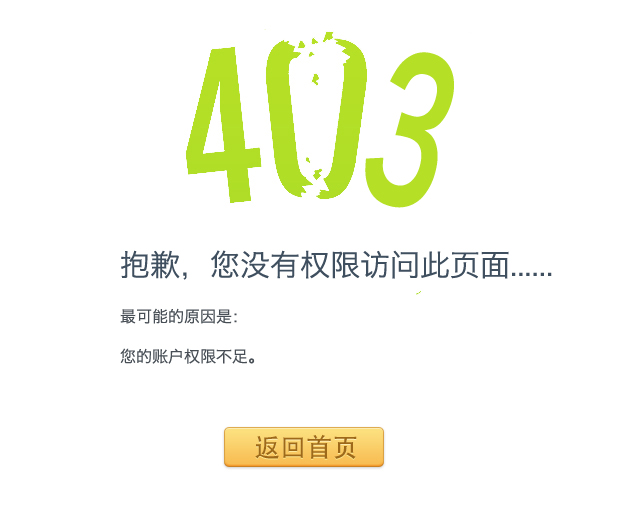 403
抱歉，您没有权限访问此页面......
最可能的原因是：
您的账户权限不足。
返回首页